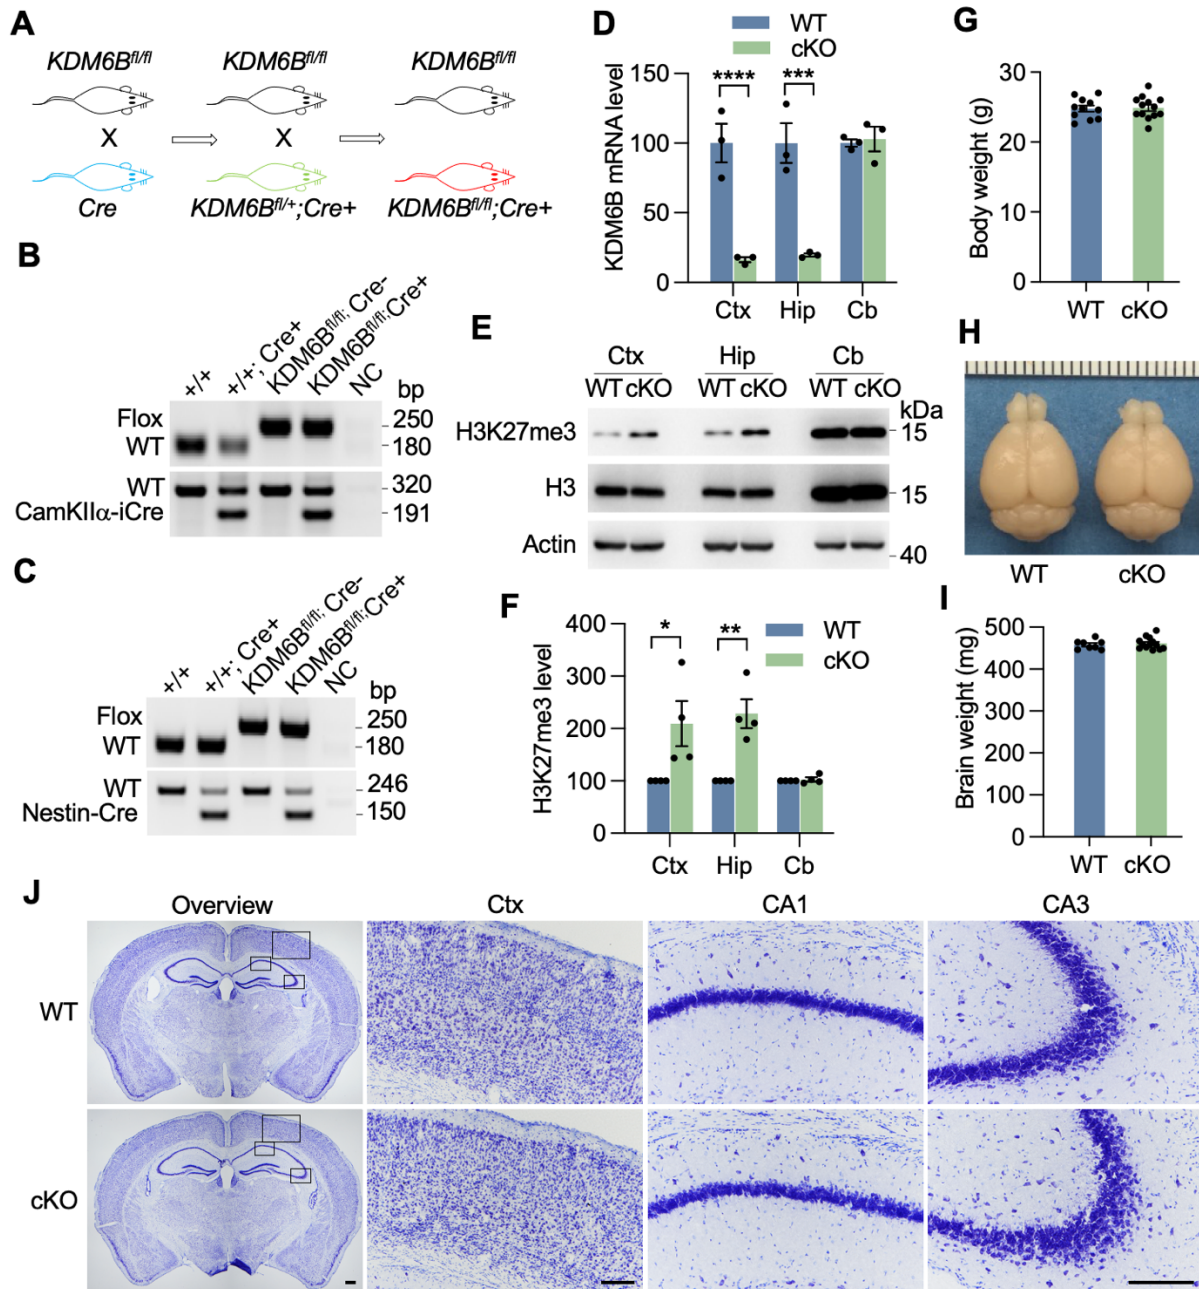 A
KDM6Bfl/fl KDM6Bfl/fl KDM6Bfl/fl
X X
Cre KDM6Bfl/+;Cre+ KDM6Bfl/fl;Cre+
B
+/+ +/+; Cre+ KDM6Bfl/fl; Cre- KDM6Bfl/fl;Cre+ NC bp
Flox 250
WT 180
WT 320
CamKIIα-iCre 191
C
+/+ +/+; Cre+ KDM6Bfl/fl; Cre- KDM6Bfl/fl;Cre+ NC bp
Flox 250
WT 180
WT 246
Nestin-Cre 150
D
WT
cKO
KDM6B mRNA level
150
100
50
0
**** ***
Ctx Hip Cb
E
Ctx Hip Cb
WT cKO WT cKO WT cKO
kDa
H3K27me3 15
H3 15
Actin 40
F
WT
cKO
H3K27me3 level
400
300
200
100
0
* **
Ctx Hip Cb
G
Body weight (g)
30
20
10
0
WT cKO
H
WT cKO
I
Brain weight (mg)
500
400
300
200
100
0
WT cKO
J
Overview Ctx CA1 CA3
WT
cKO